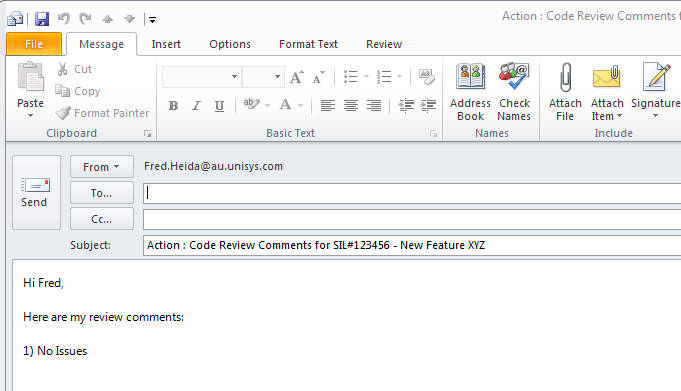 Action : Code Review Comments f
File Message Insert Options Format Text Review
Paste Cut Copy Format Painter
Address Book Check Names Attach File Attach Item Signature
Clipboard Basic Text Names Include
From Fred.Heida@au.unisys.com
Send To...
Cc...
Subject: Action : Code Review Comments for SIL#123456 - New Feature XYZ
Hi Fred,
Here are my review comments:
1) No Issues